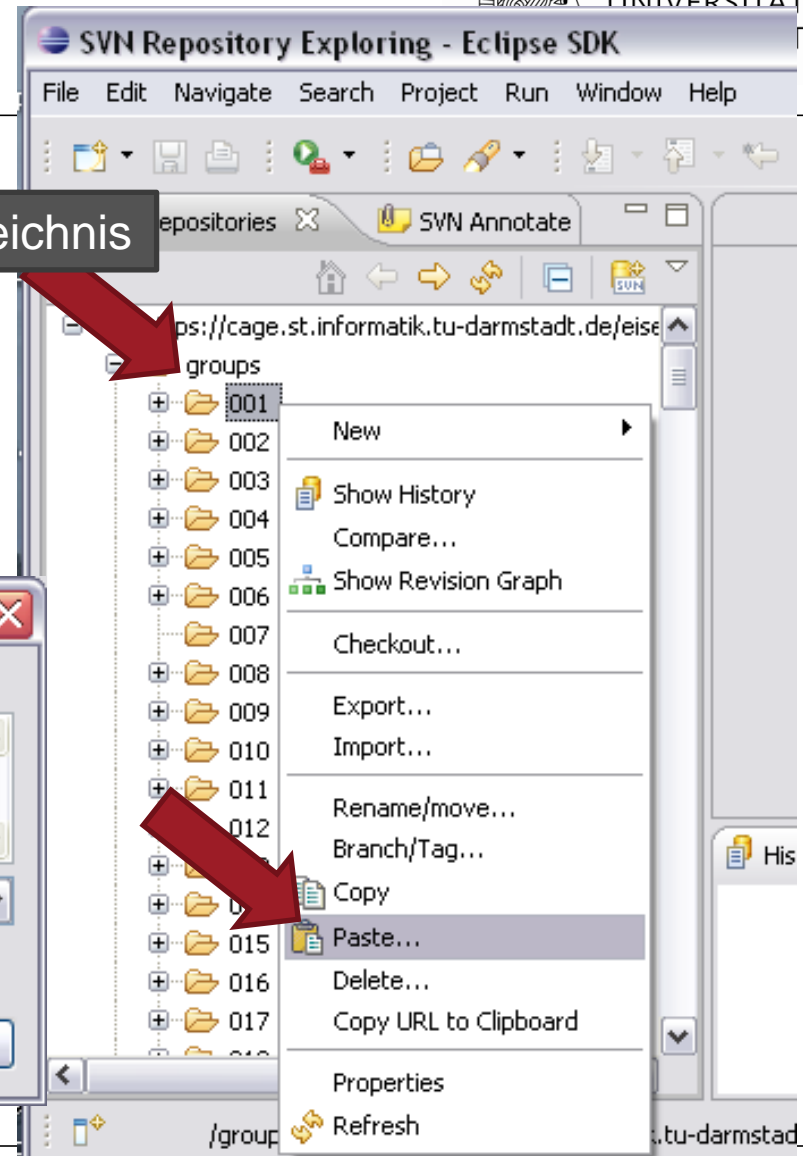 SVN Repository Exploring - Eclipse SDK
File Edit Navigate Search Project Run Window Help
eichnis
epositories
SVN Annotate
SVN
ps://cage.st.informatik.tu-darmstadt.de/eise
groups
001
002
003
004
005
006
007
008
009
010
011
012
015
016
017
New
Show History
Compare...
Show Revision Graph
Checkout...
Export...
Import...
Rename/move...
Branch/Tag...
Copy
Paste...
Delete...
Copy URL to Clipboard
Properties
Refresh
His
/group
.tu-darmstad